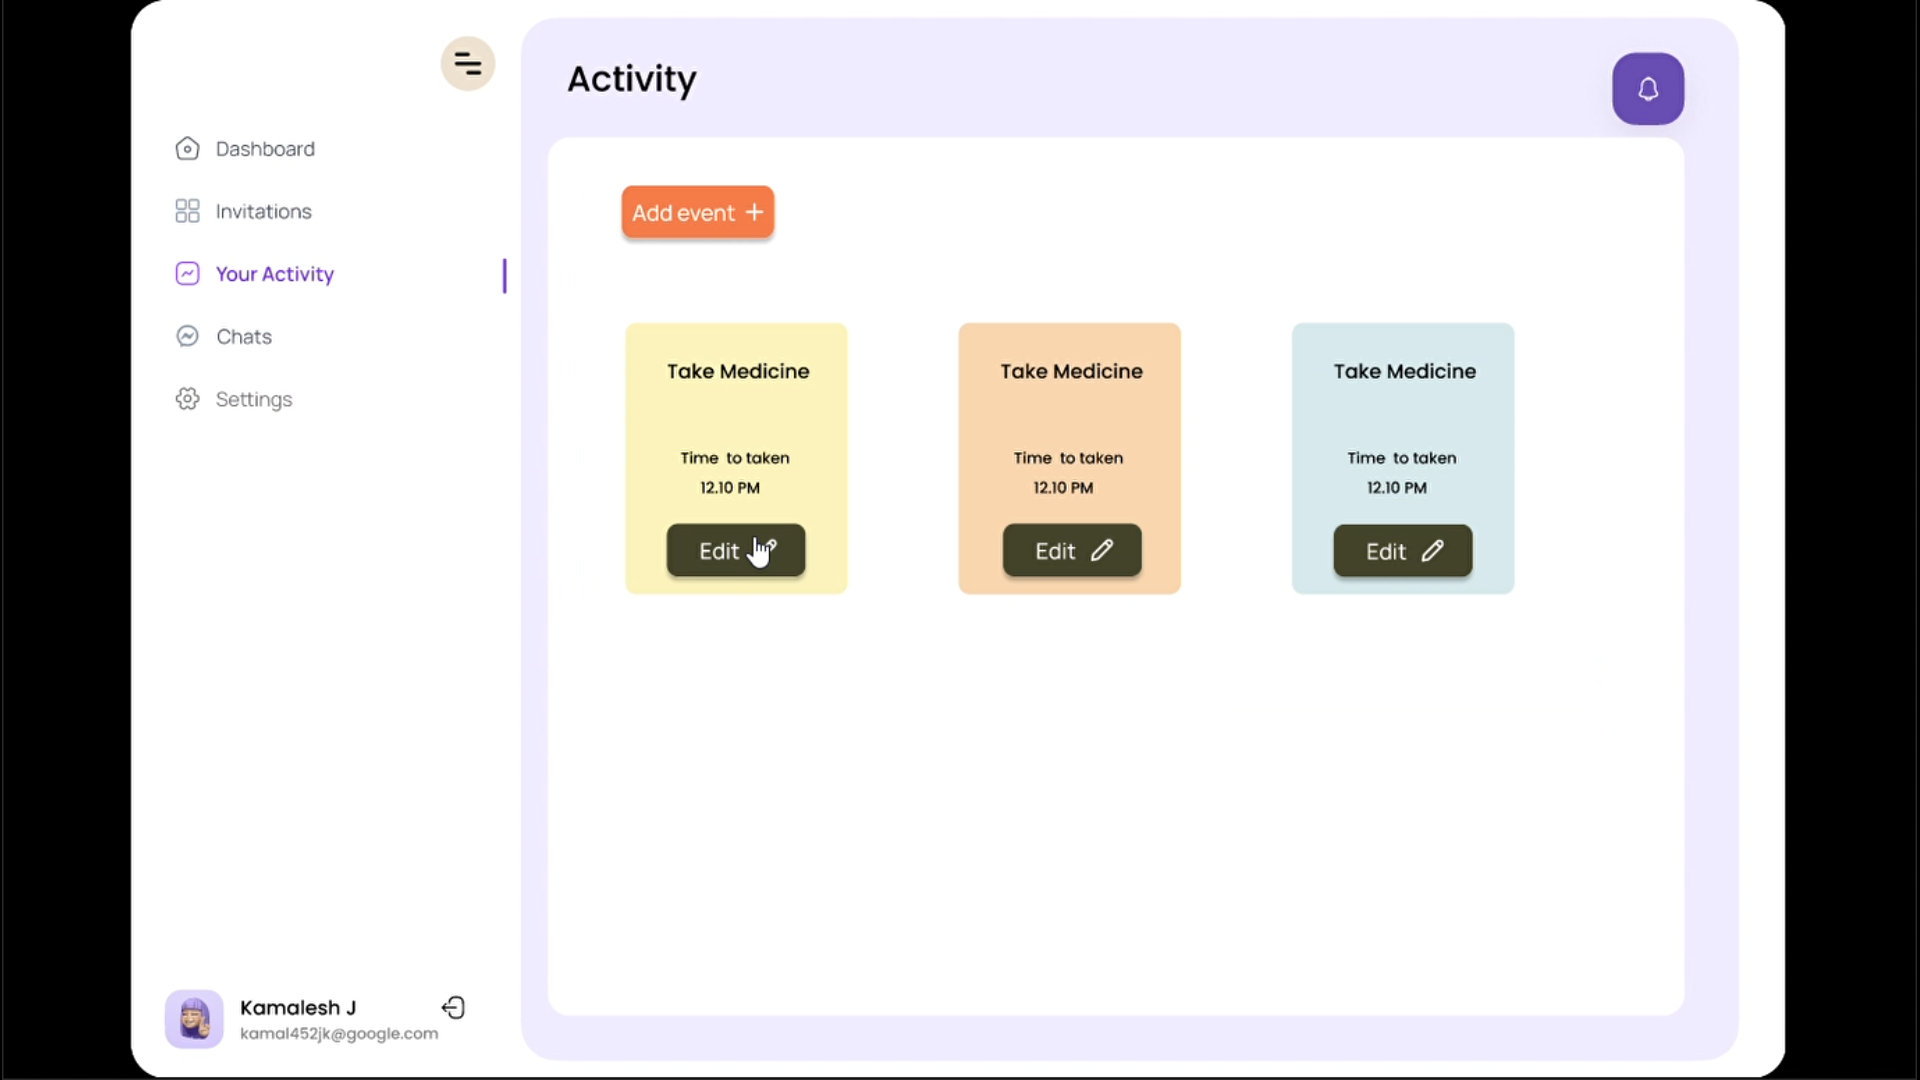 Activity
Dashboard
Invitations
Your Activity
Chats
Settings
Add event
Take Medicine
Time to taken
12.10 PM
Edit
Take Medicine
Time to taken
12.10 PM
Edit
Take Medicine
Time to taken
12.10 PM
Edit
Kamalesh J
kamal452jk@google.com